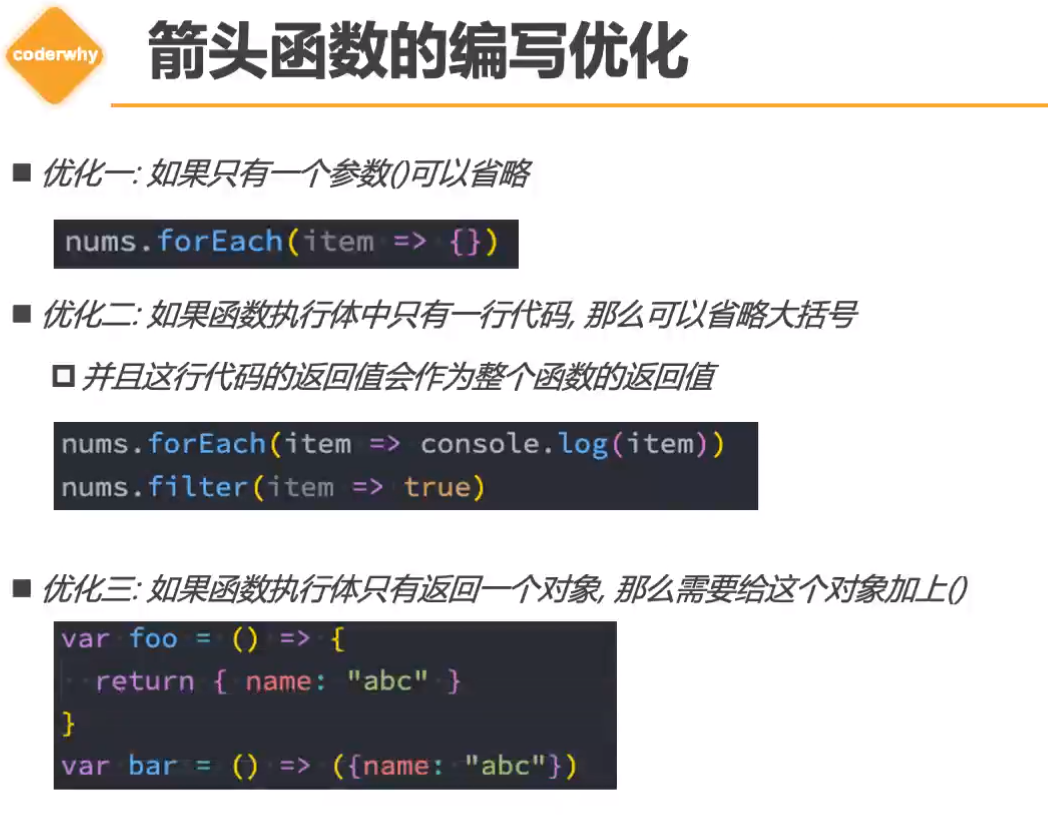 coderwhy
箭头函数的编写优化
优化一: 如果只有一个参数()可以省略
nums.forEach(item => {})
优化二: 如果函数执行体中只有一行代码, 那么可以省略大括号
并且这行代码的返回值会作为整个函数的返回值
nums.forEach(item => console.log(item))
nums.filter(item => true)
优化三: 如果函数执行体只有返回一个对象, 那么需要给这个对象加上()
var foo = () => {
  return { name: "abc" }
}
var bar = () => ({name: "abc"})